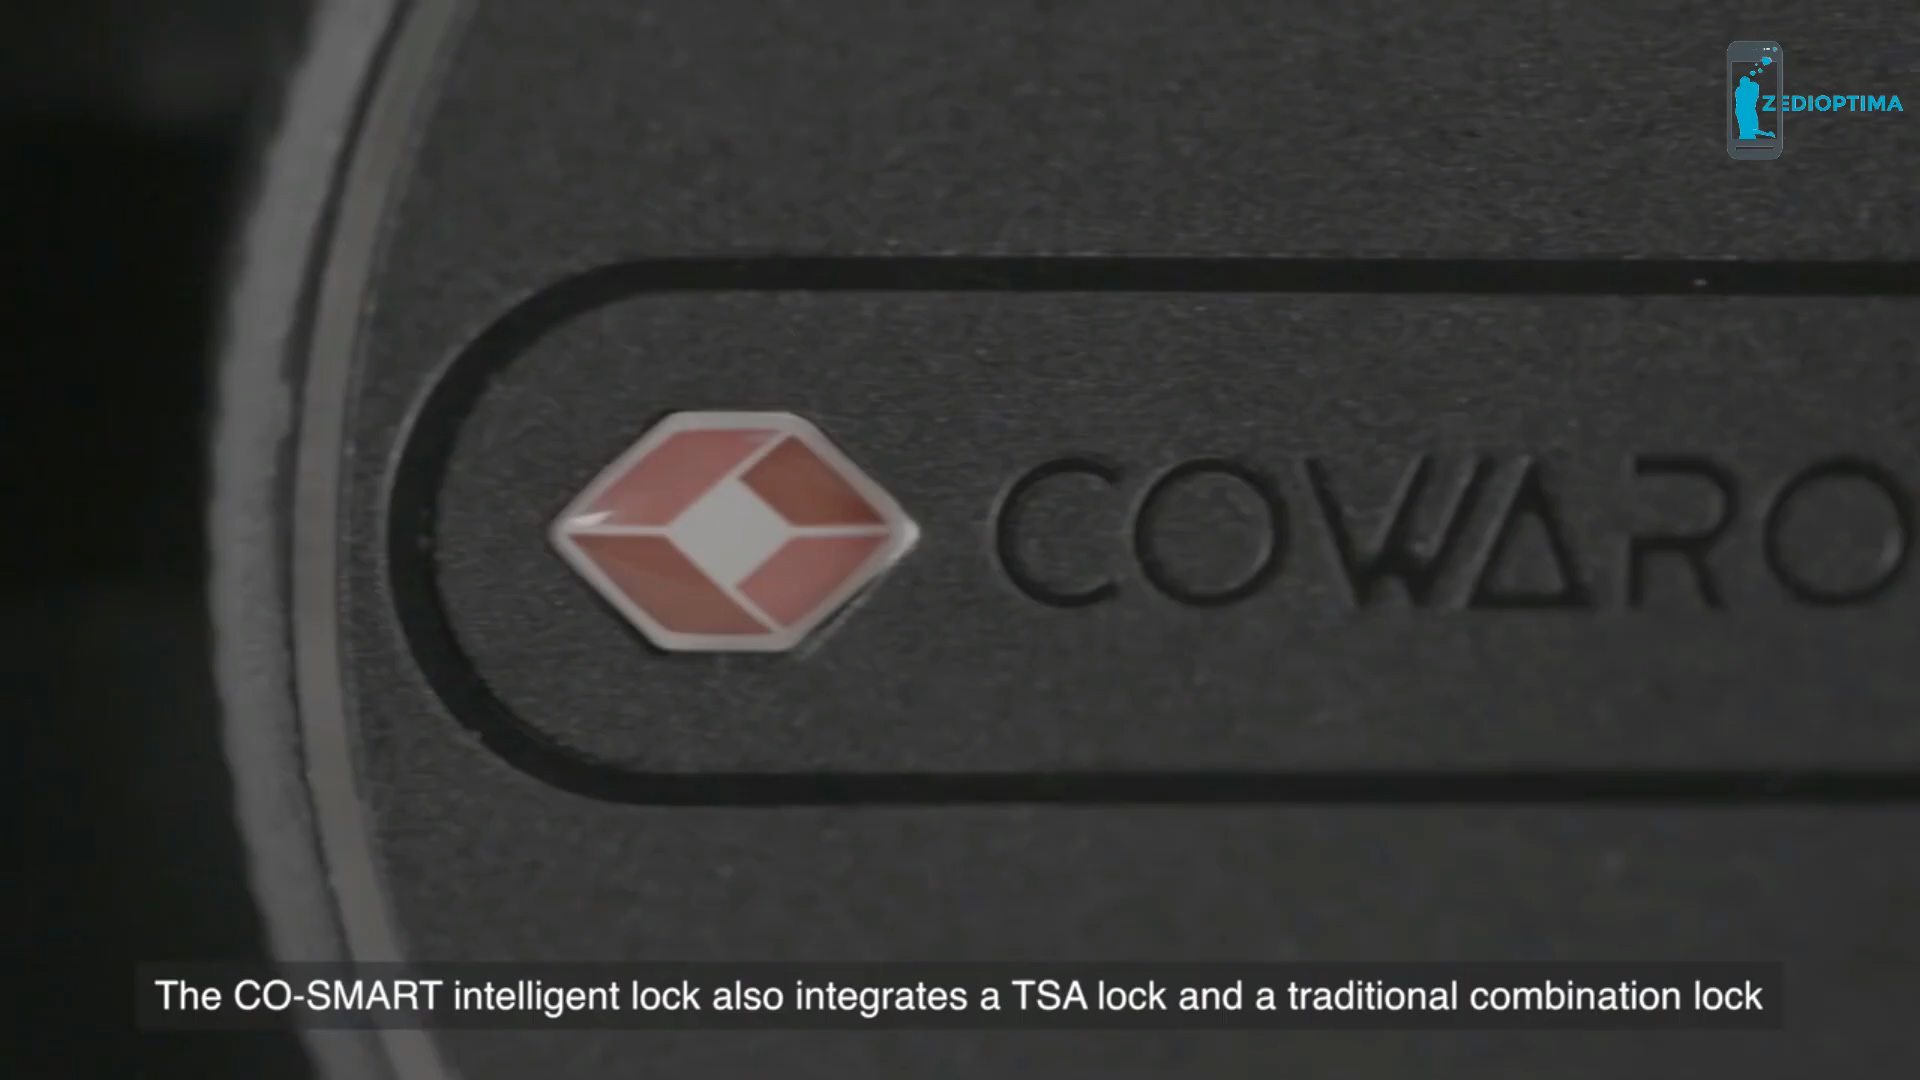 ZEDIOPTIMA
COWARO
The CO-SMART intelligent lock also integrates a TSA lock and a traditional combination lock